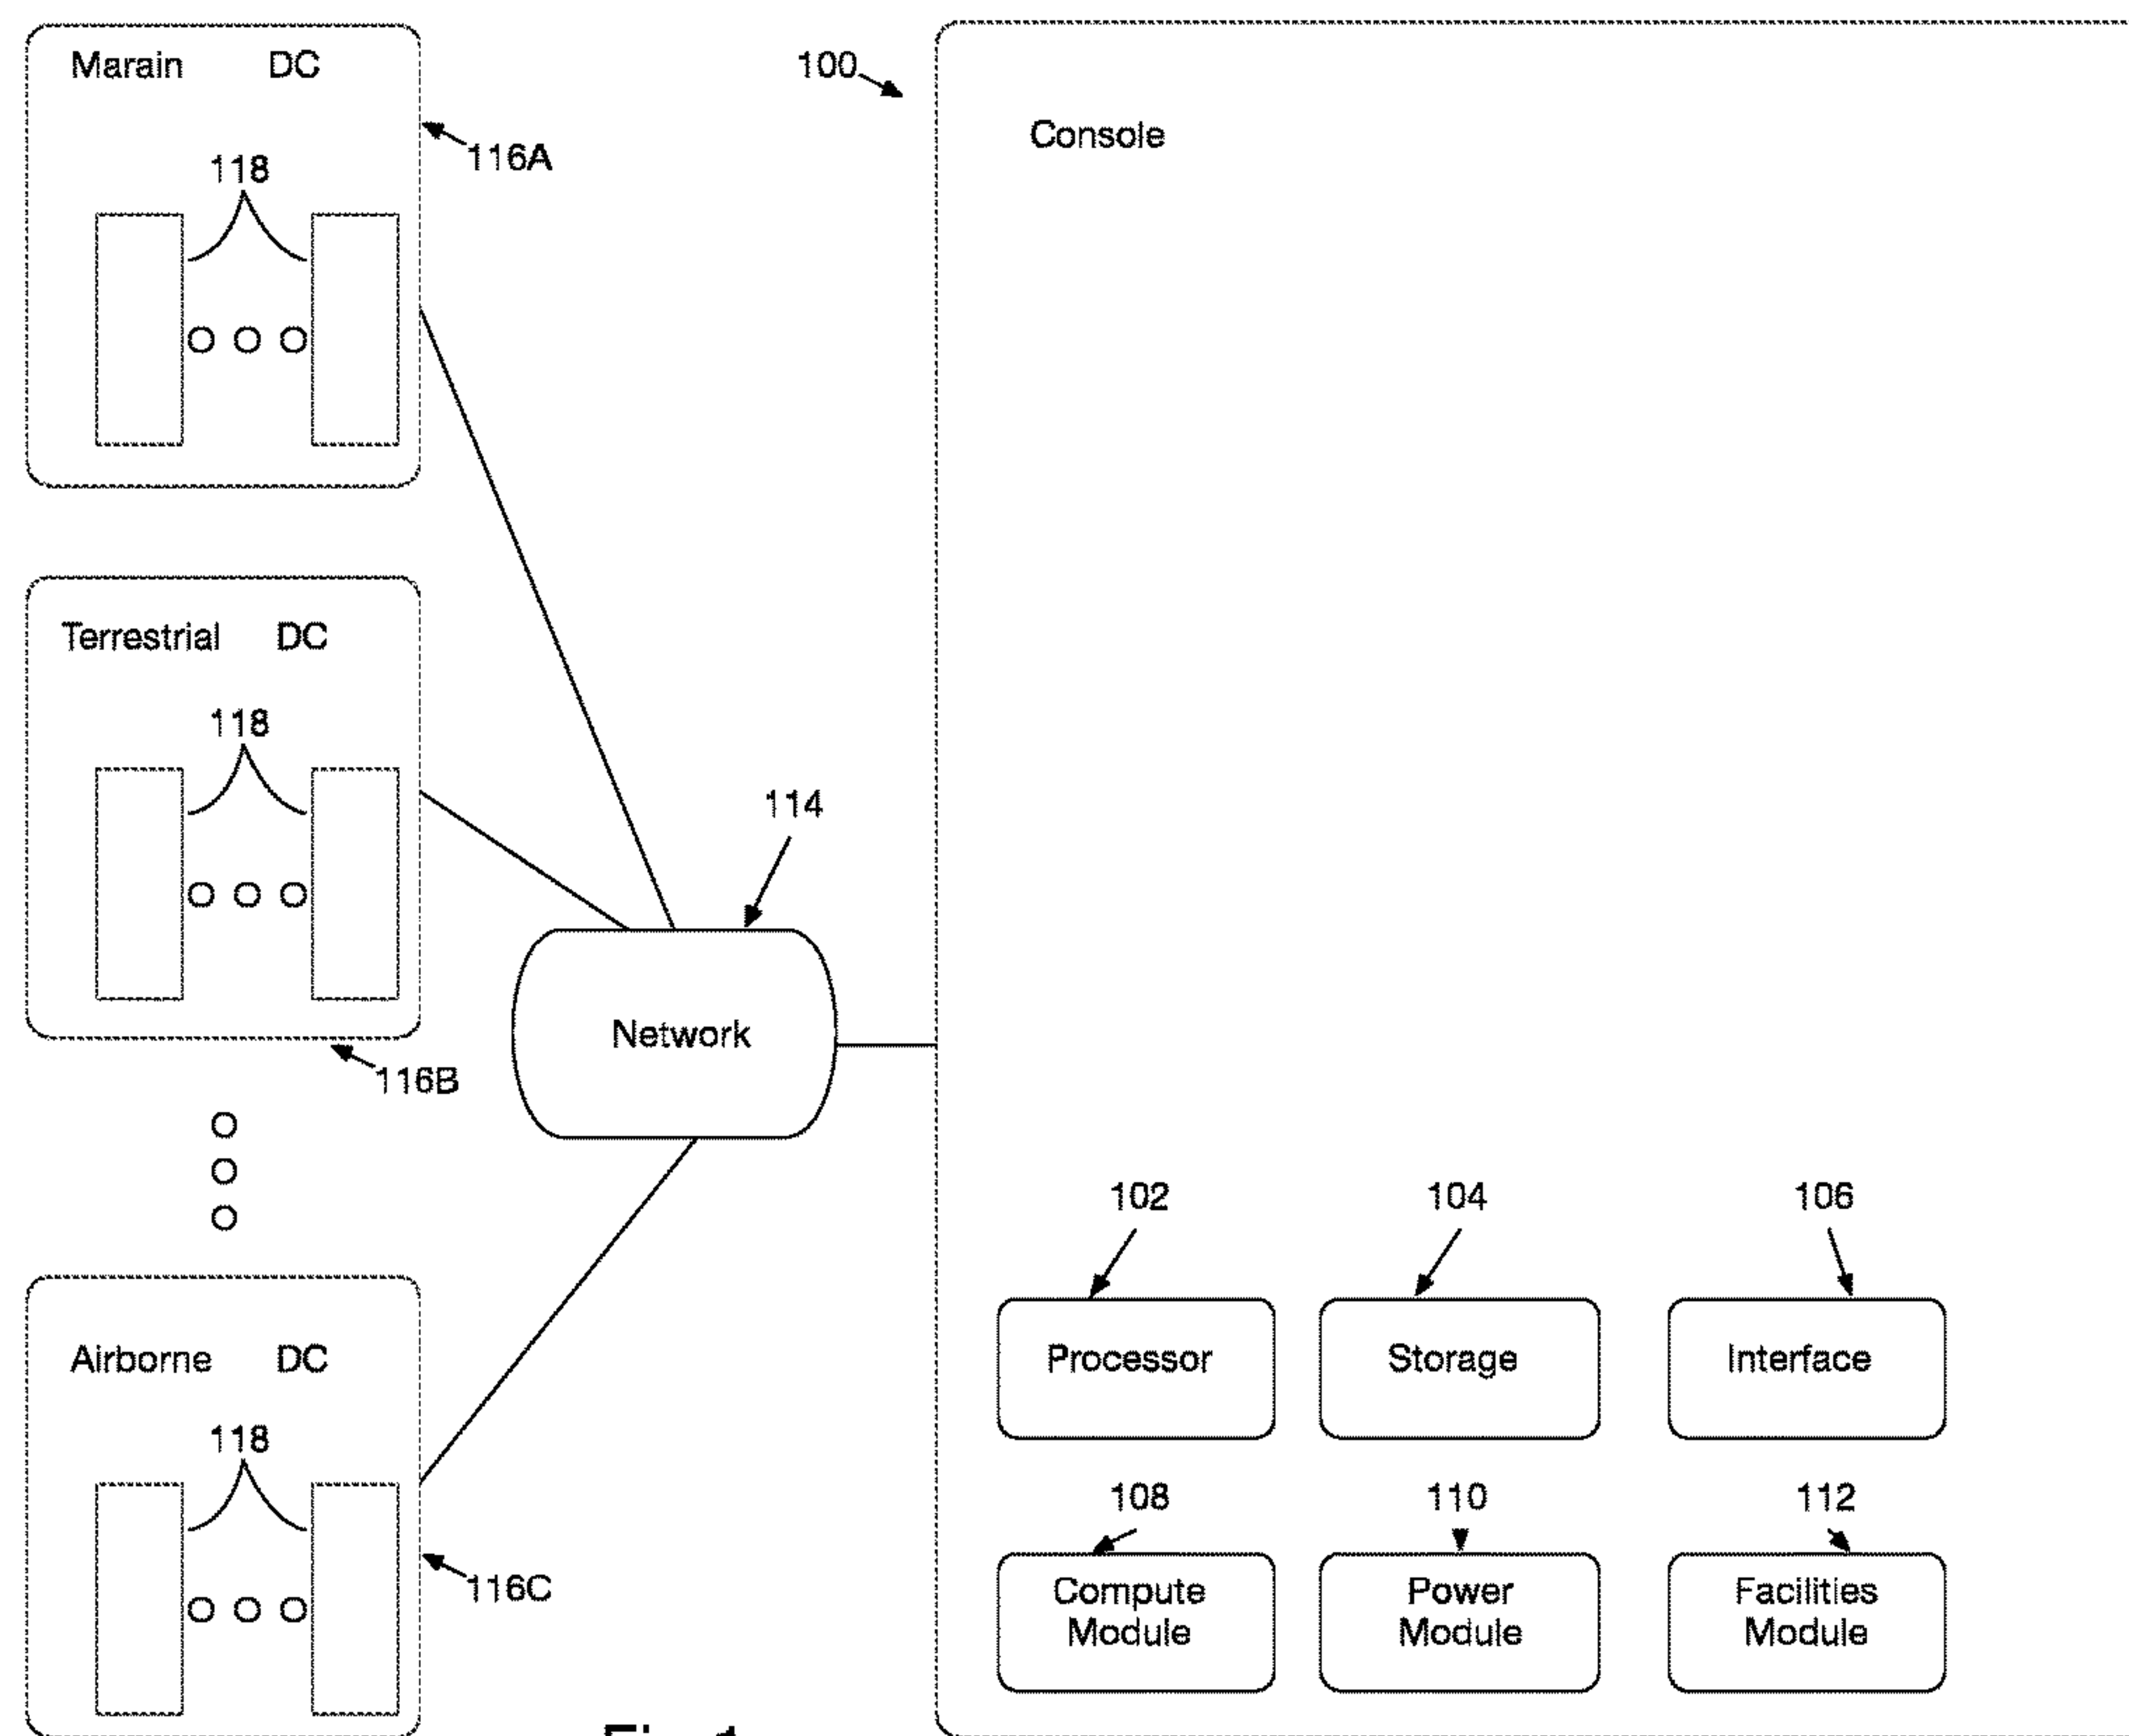 Marain DC
118
116A
Terrestrial DC
118
116B
Airborne DC
118
116C
114
Network
100
Console
102 104 106
Processor Storage Interface
108 110 112
Compute Module
Power Module
Facilities Module